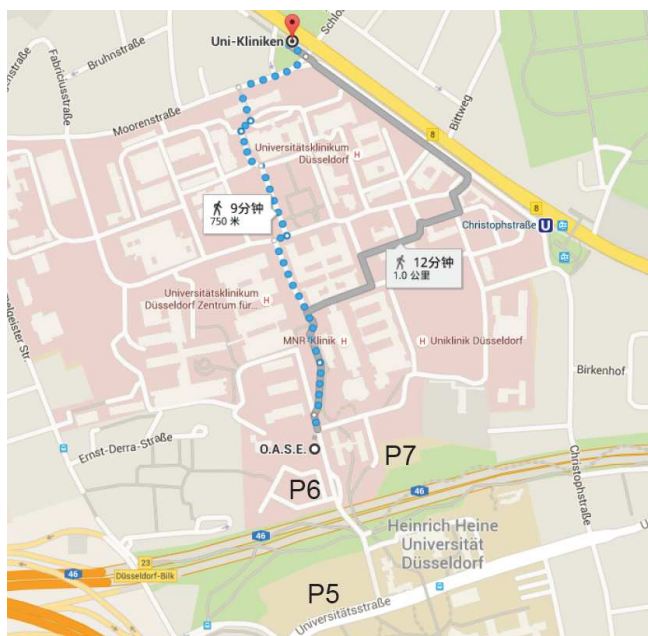 Uni-Kliniken
Bruhnstraße
Fabriciusstraße
Moorenstraße
Bittweg
8
Universitätsklinikum
Düsseldorf
H
9分钟
750 米
8
Christophstraße
U
12分钟
1.0 公里
Universitätsklinikum
Düsseldorf Zentrum für...
H
MNR-Klinik
H
H
Uniklinik Düsseldorf
Birkenhof
Ernst-Derra-Straße
O.A.S.E.
P7
P6
Christophstraße
46
46
Heinrich Heine
Universität
Düsseldorf
23
Düsseldorf-Bilk
46
P5
Universitätsstraße